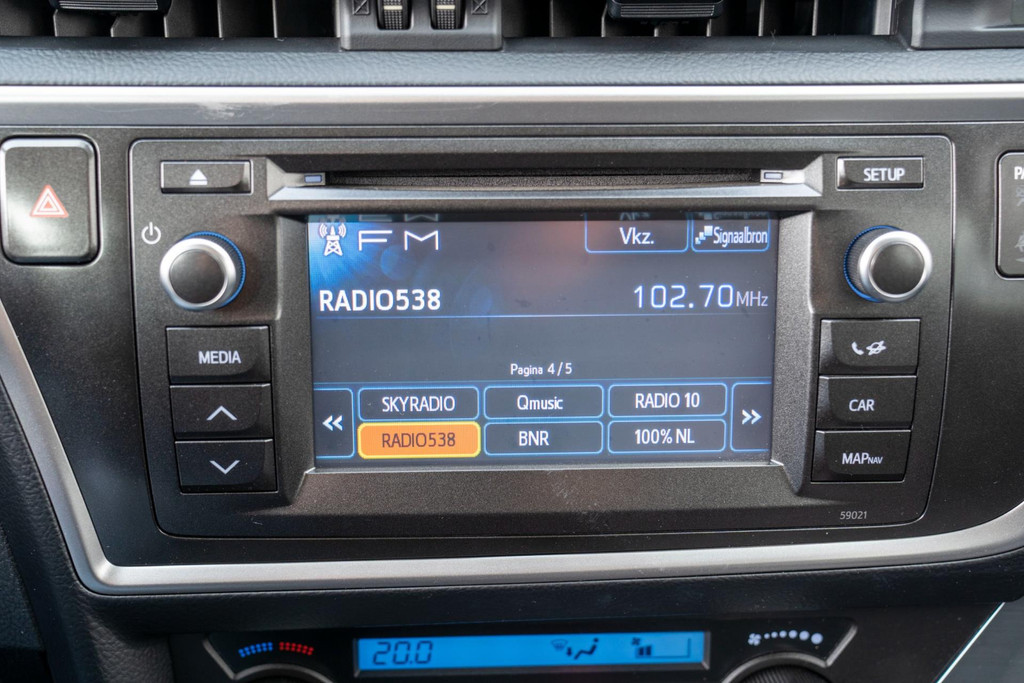 SETUP
FM
Vkz.
Signaalbron
RADIO538
102.70MHz
MEDIA
Pagina 4/5
SKYRADIO
Qmusic
RADIO 10
CAR
RADIO538
BNR
100% NL
MAPNAV
59021
20.0